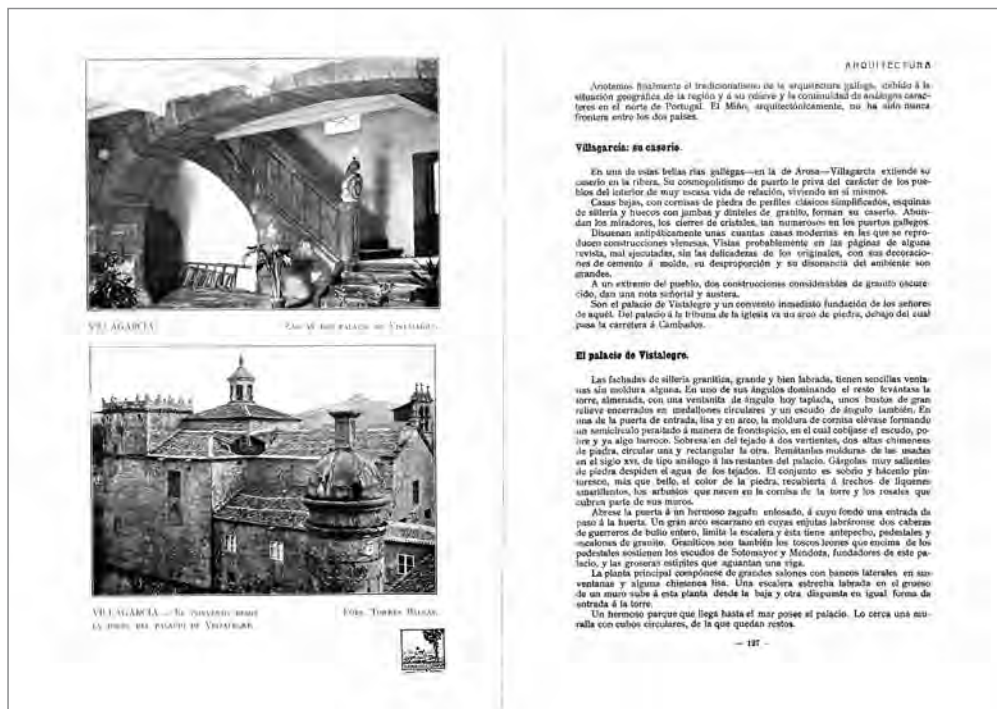 VILLAGARCÍA
VILLAGARCÍA.—EL CONVENTO DESDE
LA TORRE DEL PALACIO DE VISTALEGRE.
FOTS. TORRES BALBÁS.
ARQUITECTURA
Anotemos finalmente el tradicionalismo de la arquitectura gallega, debido á la
situación geográfica de la región y á su relieve y la continuidad de análogos carac-
teres en el norte de Portugal. El Miño, arquitectónicamente, no ha sido nunca
frontera entre los dos países.
Villagarcía: su caserío.
En una de estas bellas rías gallegas—en la de Arosa—Villagarcía extiende su
caserío en la ribera. Su cosmopolitismo de puerto le priva del carácter de los pue-
blos del interior de muy escasa vida de relación, viviendo en sí mismos.
Casas bajas, con cornisas de piedra de perfiles clásicos simplificados, esquinas
de sillería y huecos con jambas y dinteles de granito, forman su caserío. Abun-
dan los miradores, los cierres de cristales, tan numerosos en los puertos gallegos.
Disuenan antipáticamente unas cuantas casas modernas en las que se repro-
ducen construcciones vienesas. Vistas probablemente en las páginas de alguna
revista, mal ejecutadas, sin las delicadezas de los originales, con sus decoracio-
nes de cemento á molde, su desproporción y su disonancia del ambiente son
grandes.
A un extremo del pueblo, dos construcciones considerables de granito oscure-
cido, dan una nota señorial y austera.
Son el palacio de Vistalegre y un convento inmediato fundación de los señores
de aquél. Del palacio á la tribuna de la iglesia va un arco de piedra, debajo del cual
pasa la carretera á Cambados.
El palacio de Vistalegre.
Las fachadas de sillería granítica, grande y bien labrada, tienen sencillas venta-
nas sin moldura alguna. En uno de sus ángulos dominando el resto levántase la
torre, almenada, con una ventanita de ángulo hoy tapiada, unos bustos de gran
relieve encerrados en medallones circulares y un escudo de ángulo también. En
una de la puerta de entrada, lisa y en arco, la moldura de cornisa elévase formando
un semicírculo peraltado á manera de frontispicio, en el cual cobíjase el escudo, po-
bre y ya algo barroco. Sobresalen del tejado á dos vertientes, dos altas chimeneas
de piedra, circular una y rectangular la otra. Remátanlas molduras de las usadas
en el siglo XVI, de tipo análogo á las restantes del palacio. Gárgolas muy salientes
de piedra despiden el agua de los tejados. El conjunto es sobrio y hácenlo pin-
toresco, más que bello, el color de la piedra, recubierta á trechos de líquenes
amarillentos, los arbustos que nacen en la cornisa de la torre y los rosales que
cubren parte de sus muros.
Abrese la puerta á un hermoso zaguán enlosado, á cuyo fondo una entrada da
paso á la huerta. Un gran arco escarzano en cuyas enjutas labráronse dos cabezas
de guerreros de bulto entero, limita la escalera y ésta tiene antepecho, pedestales y
escalones de granito. Graníticos son también los toscos leones que encima de los
pedestales sostienen los escudos de Sotomayor y Mendoza, fundadores de este pa-
lacio, y las groseras estípites que aguantan una viga.
La planta principal compónese de grandes salones con bancos laterales en sus
ventanas y alguna chimenea lisa. Una escalera estrecha labrada en el grueso
de un muro sube á esta planta desde la baja y otra dispuesta en igual forma da
entrada á la torre.
Un hermoso parque que llega hasta el mar posee el palacio. Lo cerca una mu-
ralla con cubos circulares, de la que quedan restos.
— 137 —